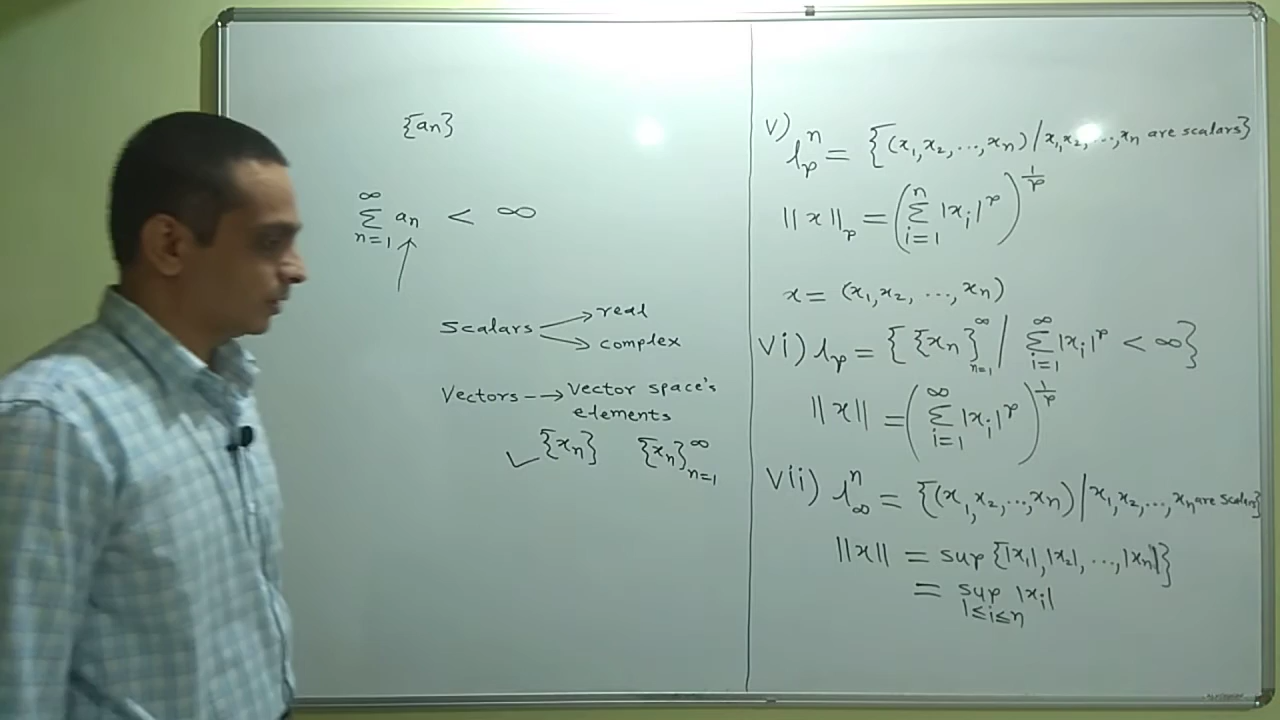 {aₙ}
∞
Σ aₙ < ∞
n=1
Scalars → real
→ complex
Vectors → Vector space's
elements
✓{xₙ} {xₙ}∞n=1
v) lₚⁿ = {(x₁, x₂, ..., xₙ) / x₁, x₂, ..., xₙ are scalars}
||x||ₚ = (Σⁿᵢ₌₁ |xᵢ|ᵖ)^(1/p)
x = (x₁, x₂, ..., xₙ)
vi) lₚ = {{xₙ}∞n=1 / Σ∞ᵢ₌₁ |xᵢ|ᵖ < ∞}
||x|| = (Σ∞ᵢ₌₁ |xᵢ|ᵖ)^(1/p)
vii) l∞ⁿ = {(x₁, x₂, ..., xₙ) / x₁, x₂, ..., xₙ are scalars}
||x|| = sup{|x₁|, |x₂|, ..., |xₙ|}
= sup |xᵢ|
1≤i≤n